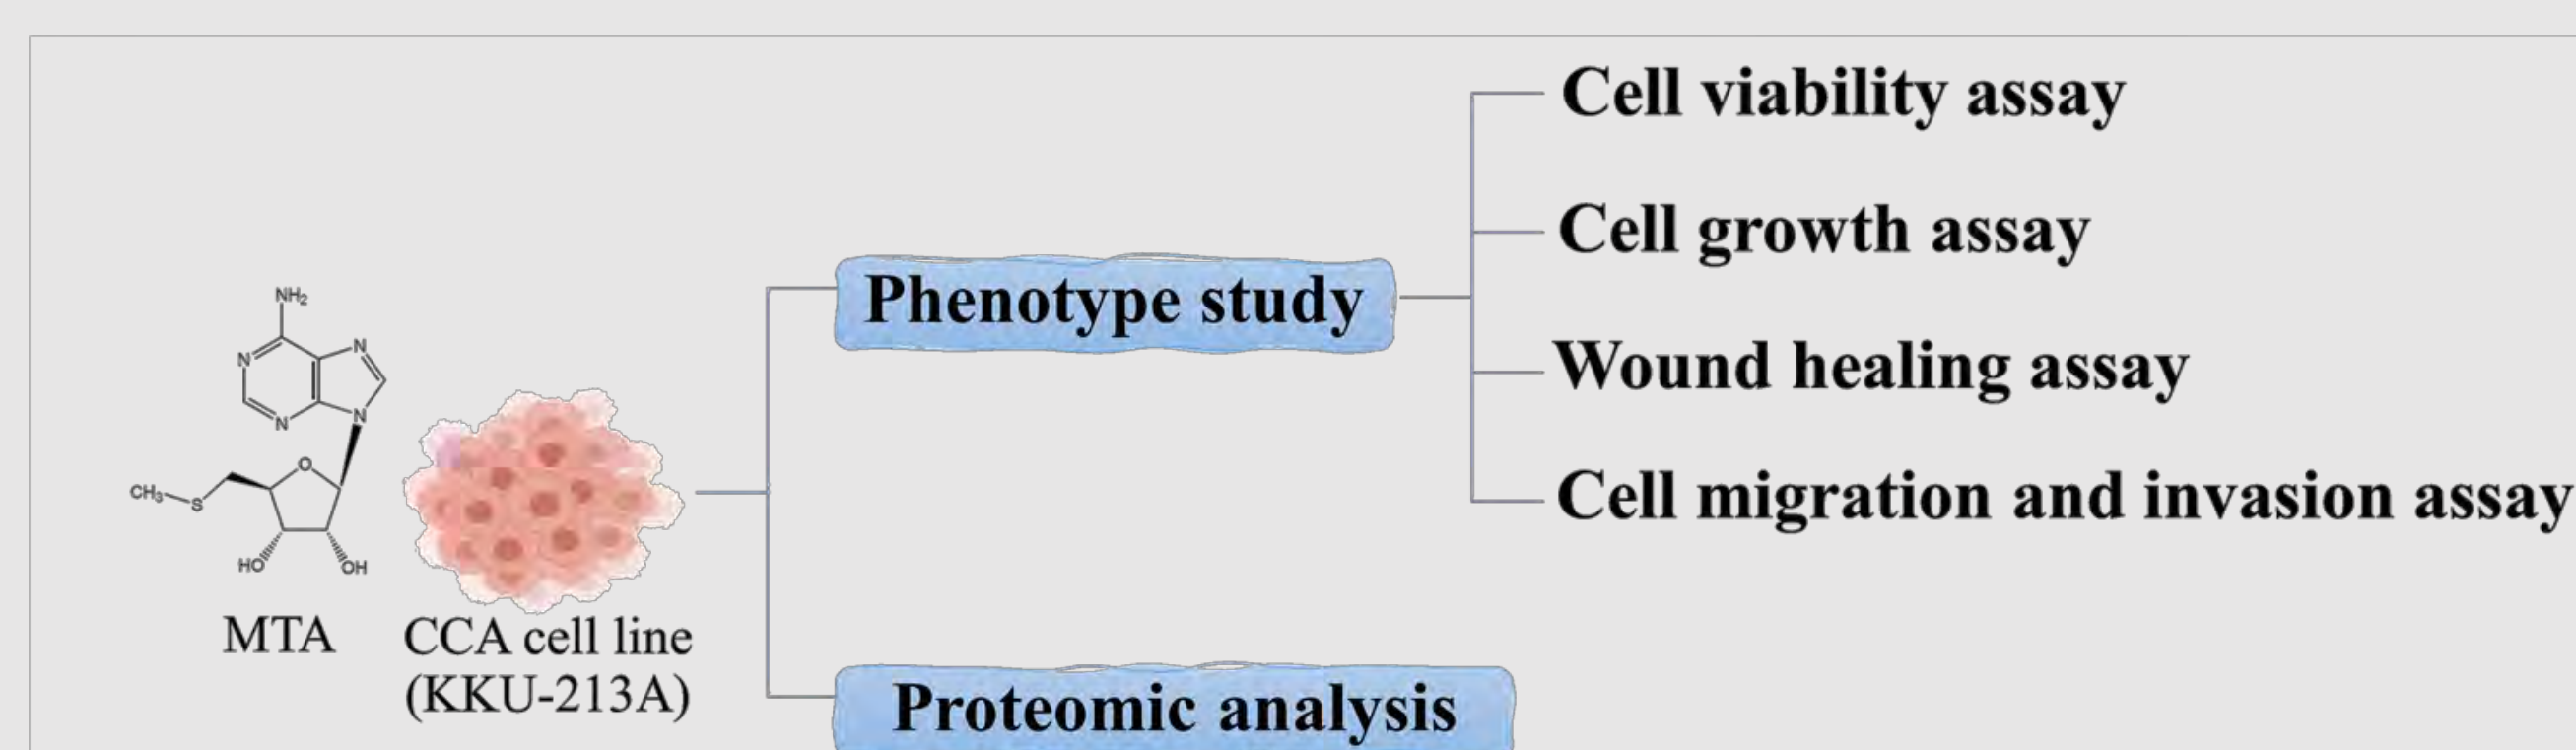 Cell viability assay
Cell growth assay
Phenotype study
Wound healing assay
Cell migration and invasion assay
NH₂
N
N
N
N
O
CH₃
S
HO
OH
MTA
CCA cell line
(KKU-213A)
Proteomic analysis